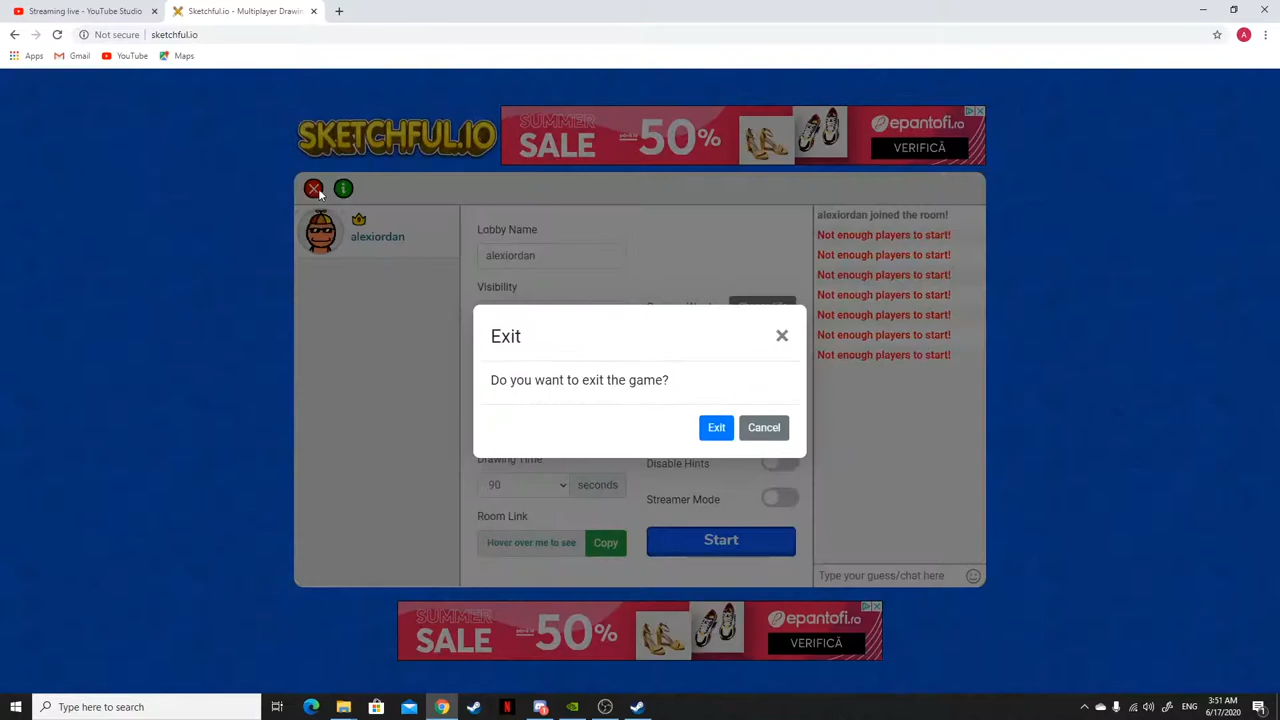 Streaming live - YouTube Studio
Sketchful.io - Multiplayer Drawin
Not secure
sketchful.io
A
Apps
Gmail
YouTube
Maps
SKETCHFUL.IO
SUMMER
SALE
-50%
epantofi.ro
VERIFICĂ
alexiordan
Lobby Name
alexiordan
Visibility
alexiordan joined the room!
Not enough players to start!
Not enough players to start!
Not enough players to start!
Not enough players to start!
Not enough players to start!
Not enough players to start!
Not enough players to start!
Exit
Do you want to exit the game?
Exit
Cancel
Drawing Time
90
seconds
Disable Hints
Streamer Mode
Room Link
Hover over me to see
Copy
Start
Type your guess/chat here
SUMMER
SALE
-50%
epantofi.ro
VERIFICĂ
Type here to search
3:51 AM
6/17/2020